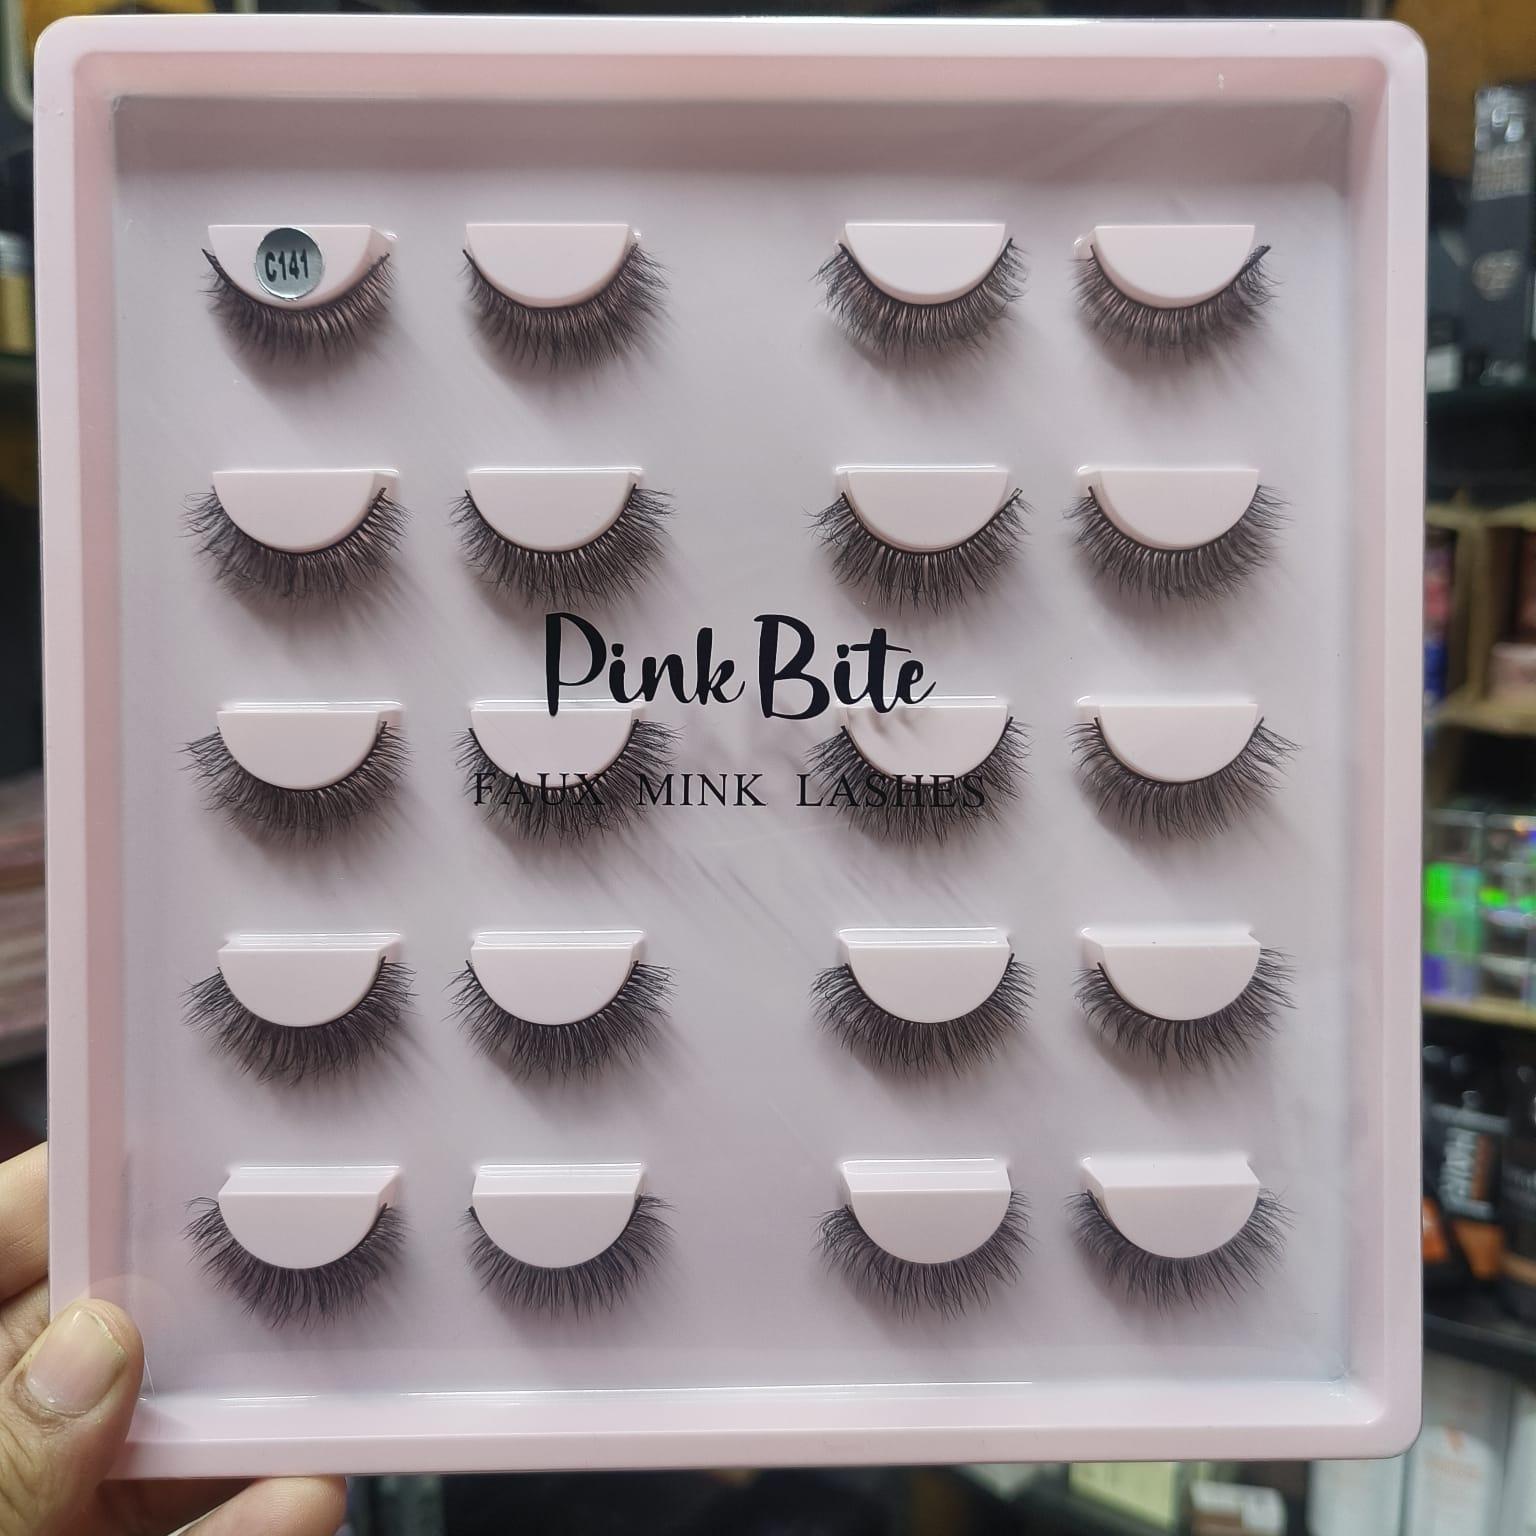 C141
Pink Bite
FAUX MINK LASHES